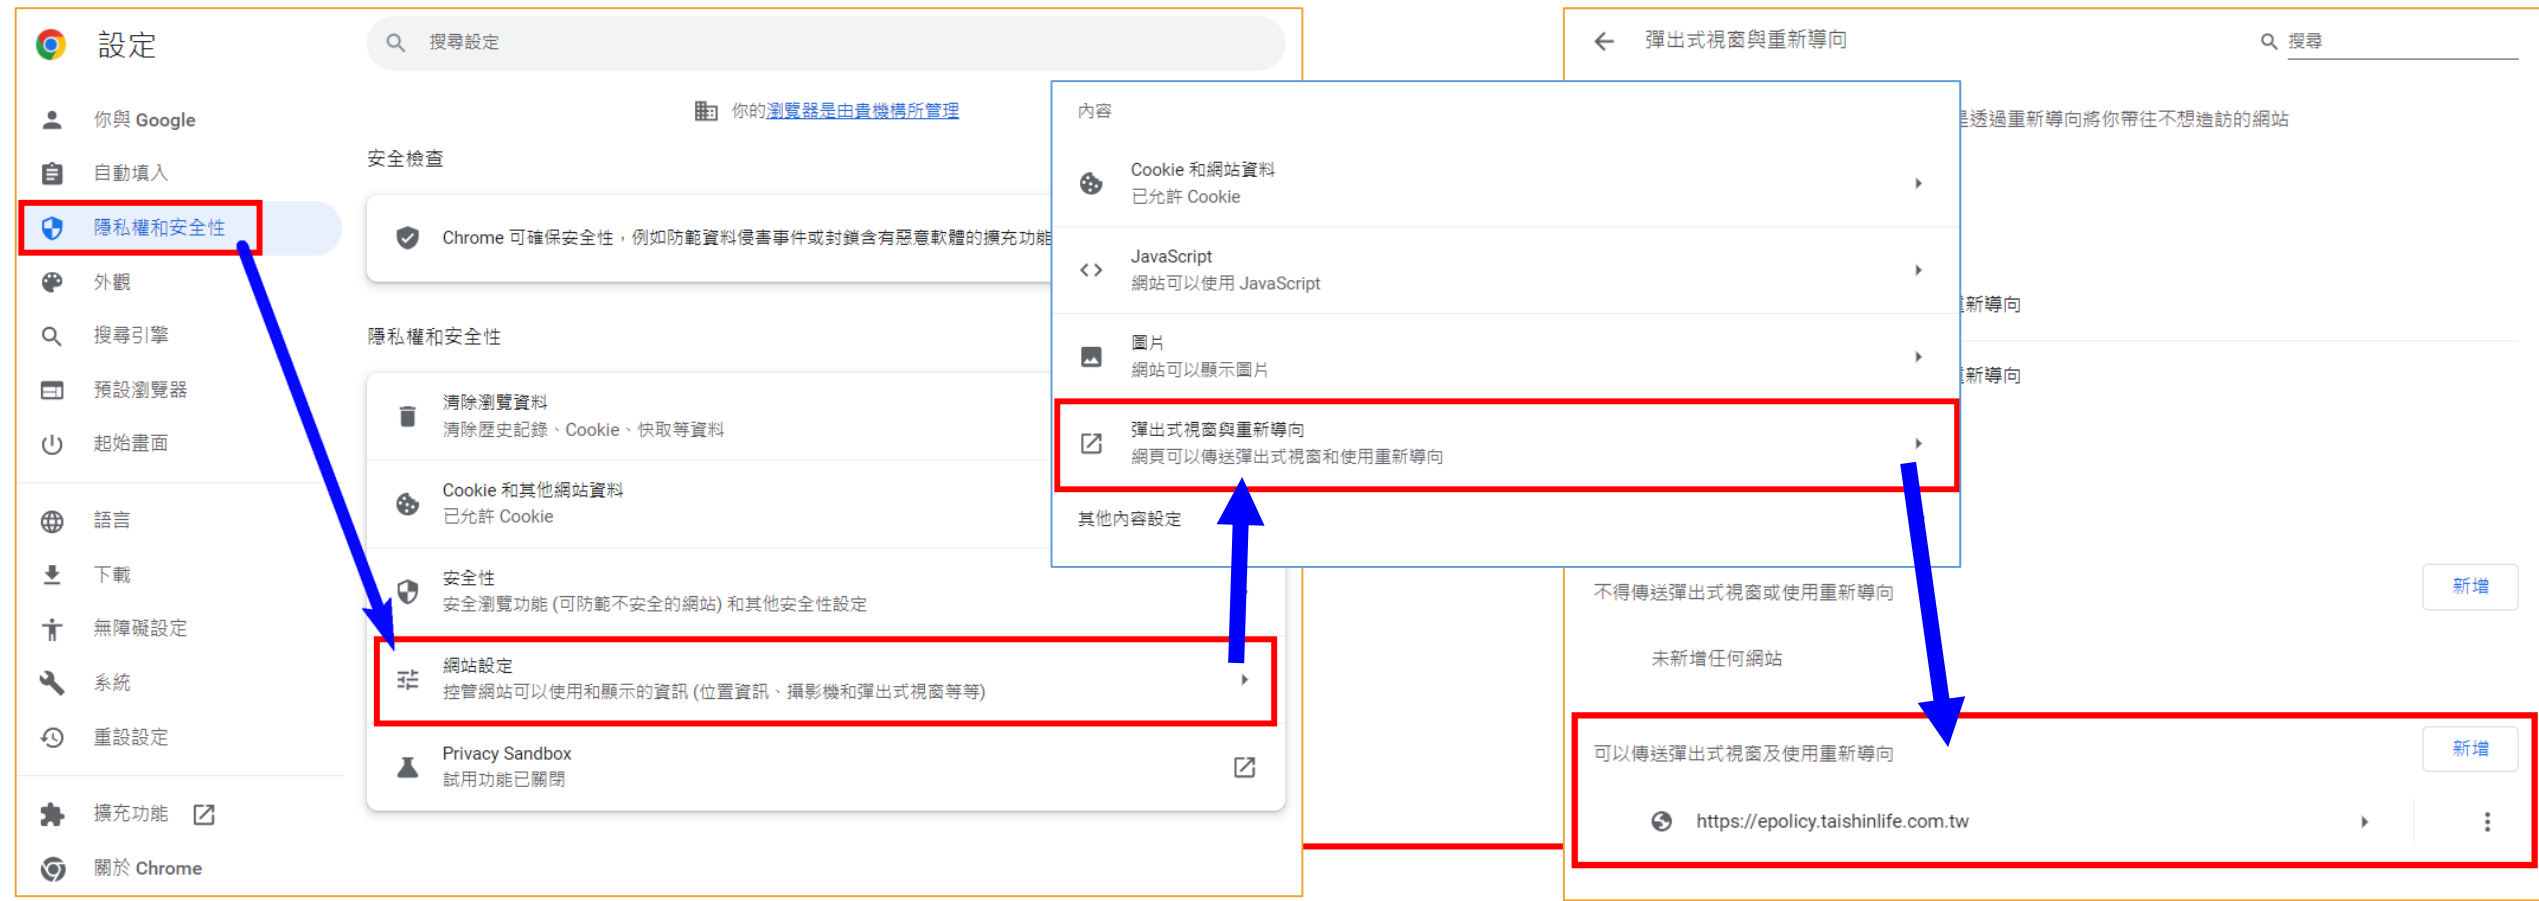 設定
搜尋設定
你與 Google
自動填入
隱私權和安全性
外觀
搜尋引擎
預設瀏覽器
起始畫面
語言
下載
無障礙設定
系統
重設設定
擴充功能
關於 Chrome
你的瀏覽器是由貴機構所管理
安全檢查
Chrome 可確保安全性，例如防範資料侵害事件或封鎖含有惡意軟體的擴充功能
隱私權和安全性
清除瀏覽資料
清除歷史記錄、Cookie、快取等資料
Cookie 和其他網站資料
已允許 Cookie
安全性
安全瀏覽功能 (可防範不安全的網站) 和其他安全性設定
網站設定
控管網站可以使用和顯示的資訊 (位置資訊、攝影機和彈出式視窗等等)
Privacy Sandbox
試用功能已關閉
內容
Cookie 和網站資料
已允許 Cookie
JavaScript
網站可以使用 JavaScript
圖片
網站可以顯示圖片
彈出式視窗與重新導向
網頁可以傳送彈出式視窗和使用重新導向
其他內容設定
彈出式視窗與重新導向
搜尋
透過重新導向將你帶往不想造訪的網站
新導向
新導向
不得傳送彈出式視窗或使用重新導向
新增
未新增任何網站
可以傳送彈出式視窗及使用重新導向
新增
https://epolicy.taishinlife.com.tw